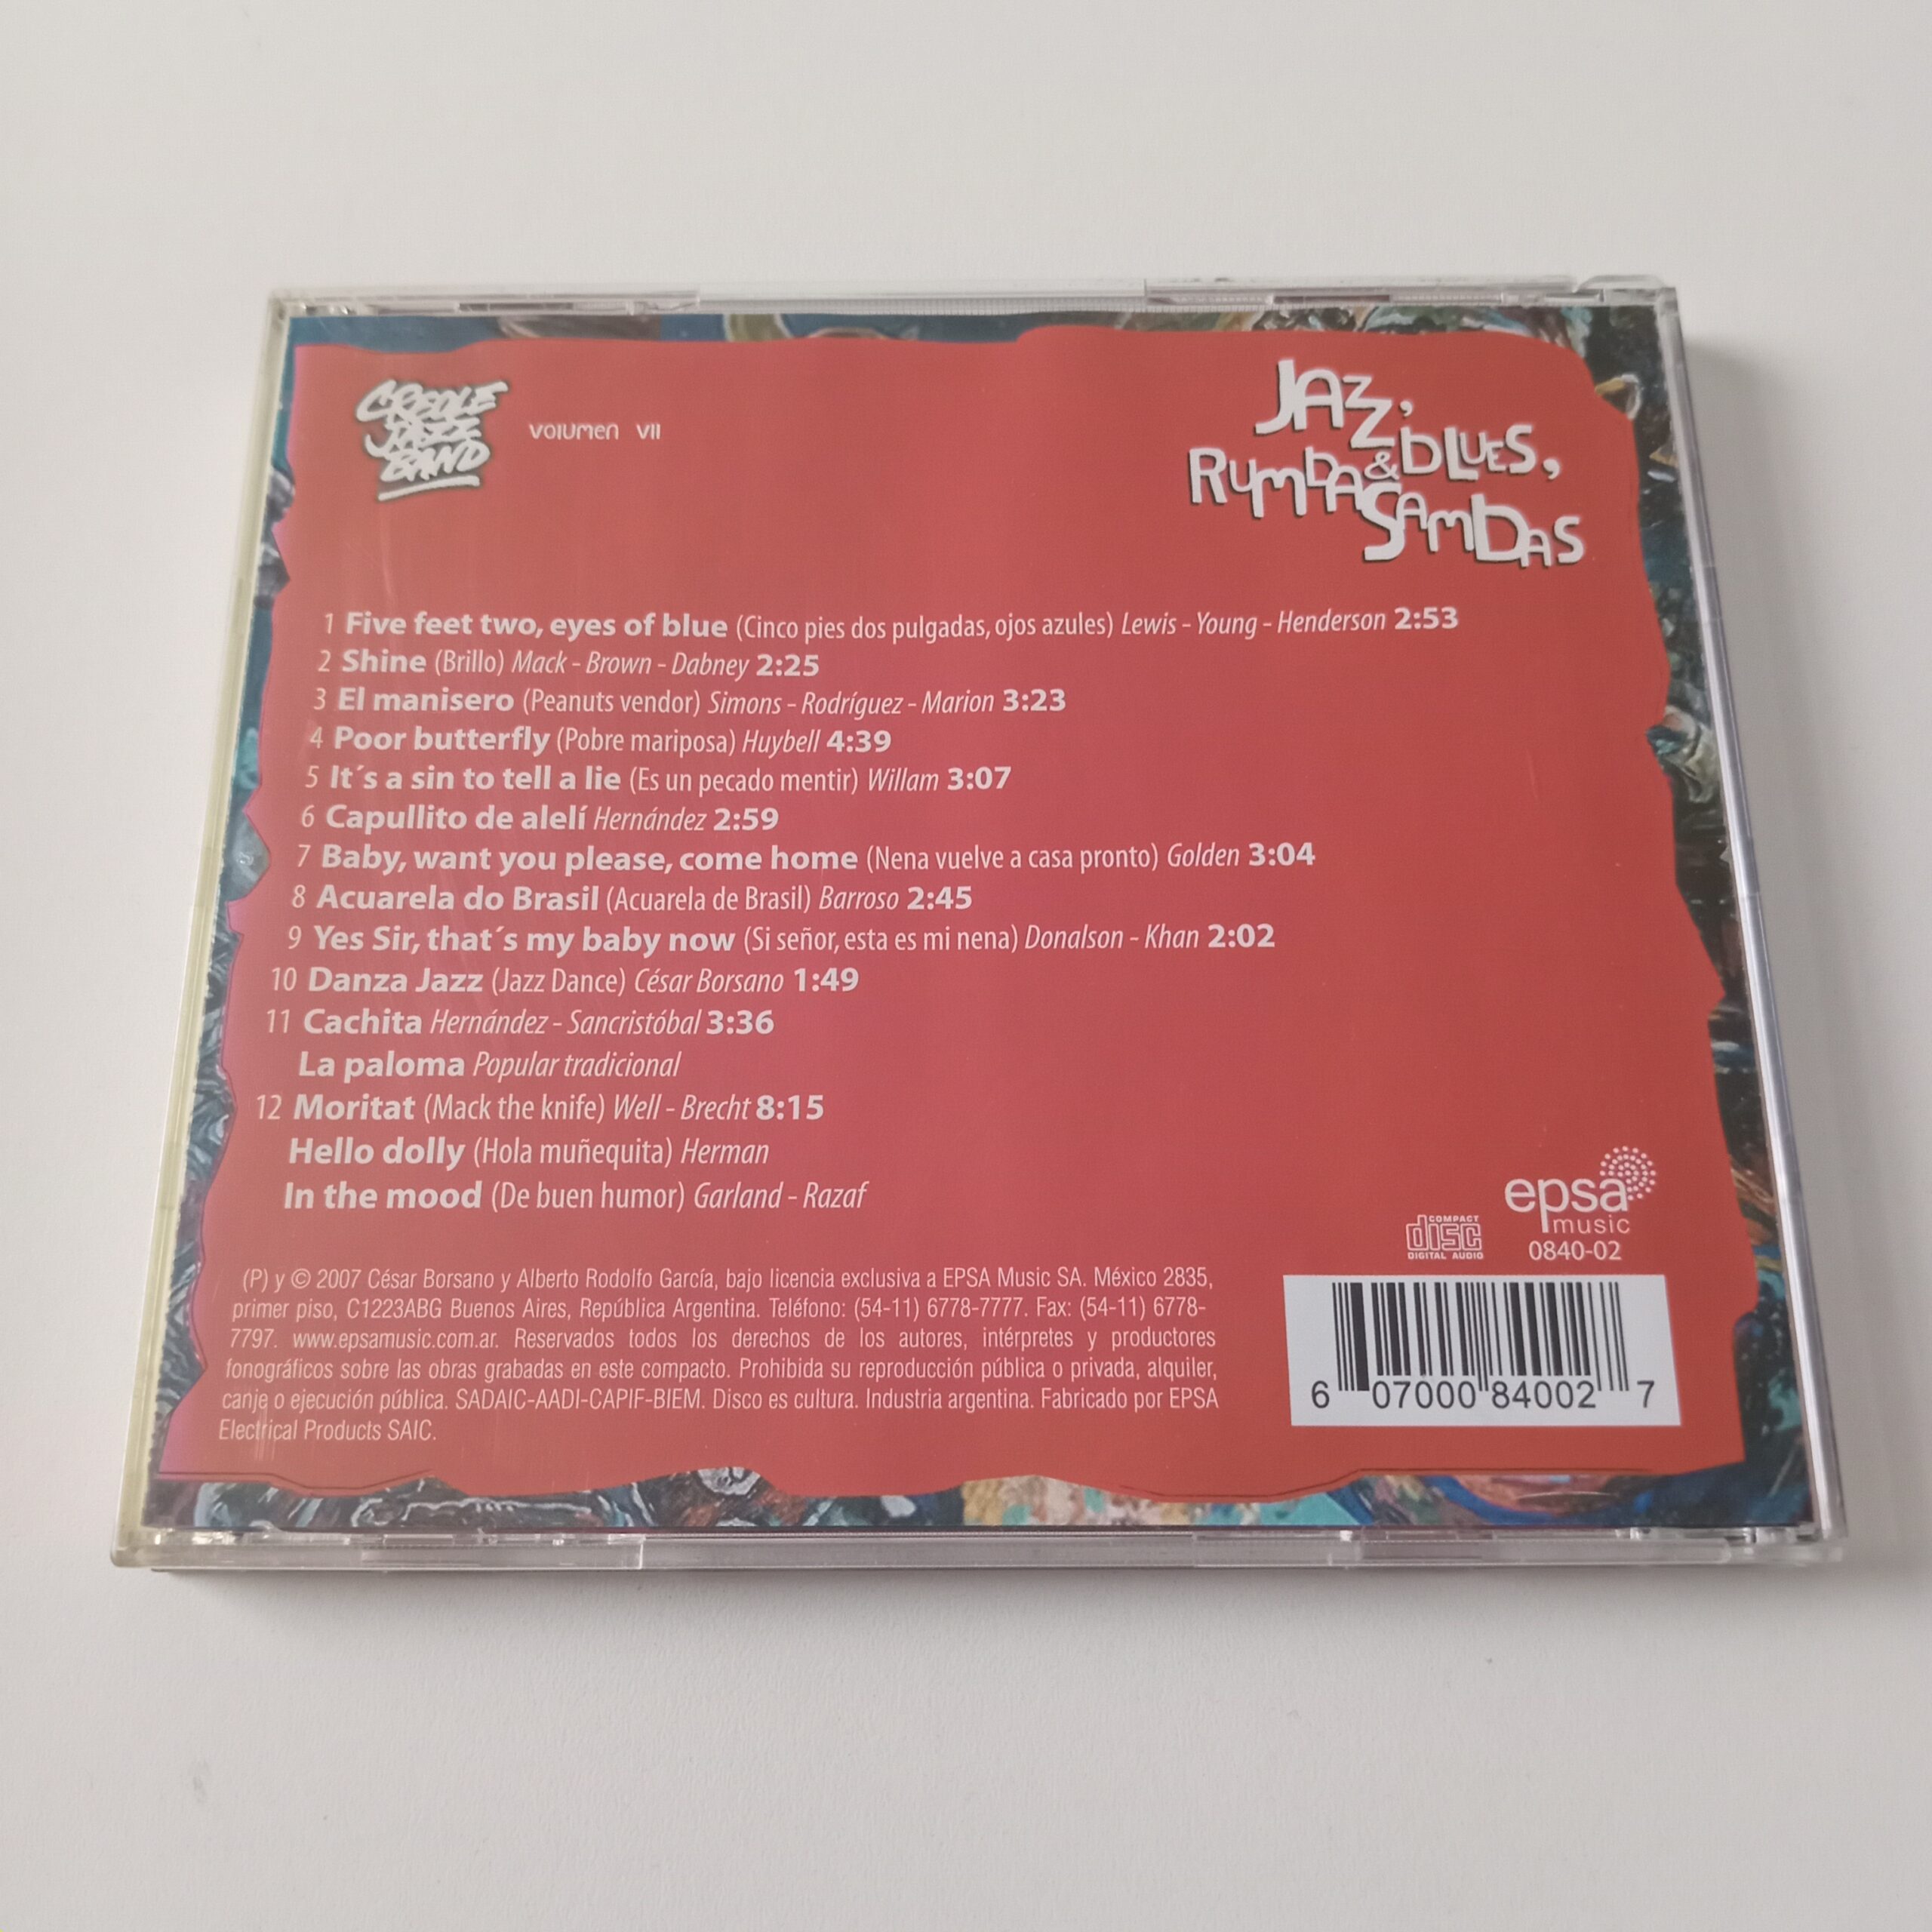 CREOLE
JAZZ
BAND
volumen VII
JAZZ,
BLUES,
RUMBAS &
SAMBAS
1 Five feet two, eyes of blue (Cinco pies dos pulgadas, ojos azules) Lewis - Young - Henderson 2:53
2 Shine (Brillo) Mack - Brown - Dabney 2:25
3 El manisero (Peanuts vendor) Simons - Rodríguez - Marion 3:23
4 Poor butterfly (Pobre mariposa) Huybell 4:39
5 It´s a sin to tell a lie (Es un pecado mentir) Willam 3:07
6 Capullito de alelí Hernández 2:59
7 Baby, want you please, come home (Nena vuelve a casa pronto) Golden 3:04
8 Acuarela do Brasil (Acuarela de Brasil) Barroso 2:45
9 Yes Sir, that´s my baby now (Si señor, esta es mi nena) Donalson - Khan 2:02
10 Danza Jazz (Jazz Dance) César Borsano 1:49
11 Cachita Hernández - Sancristóbal 3:36
La paloma Popular tradicional
12 Moritat (Mack the knife) Well - Brecht 8:15
Hello dolly (Hola muñequita) Herman
In the mood (De buen humor) Garland - Razaf
epsa
music
0840-02
COMPACT
disc
DIGITAL AUDIO
(P) y © 2007 César Borsano y Alberto Rodolfo García, bajo licencia exclusiva a EPSA Music SA. México 2835,
primer piso, C1223ABG Buenos Aires, República Argentina. Teléfono: (54-11) 6778-7777. Fax: (54-11) 6778-
7797. www.epsamusic.com.ar. Reservados todos los derechos de los autores, intérpretes y productores
fonográficos sobre las obras grabadas en este compacto. Prohibida su reproducción pública o privada, alquiler,
canje o ejecución pública. SADAIC-AADI-CAPIF-BIEM. Disco es cultura. Industria argentina. Fabricado por EPSA
Electrical Products SAIC.
6 07000 84002 7